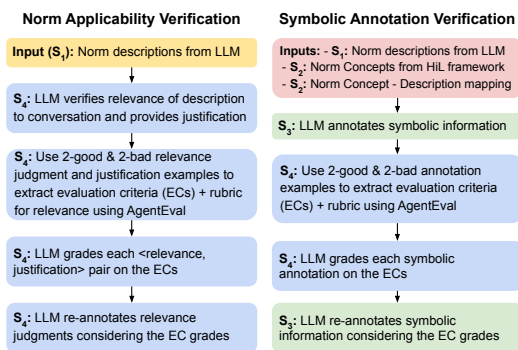 Norm Applicability Verification
Input (S₁): Norm descriptions from LLM
S₄: LLM verifies relevance of description
to conversation and provides justification
S₄: Use 2-good & 2-bad relevance
judgment and justification examples to
extract evaluation criteria (ECs) + rubric
for relevance using AgentEval
S₄: LLM grades each <relevance,
justification> pair on the ECs
S₄: LLM re-annotates relevance
judgments considering the EC grades
Symbolic Annotation Verification
Inputs: - S₁: Norm descriptions from LLM
- S₂: Norm Concepts from HiL framework
- S₂: Norm Concept - Description mapping
S₃: LLM annotates symbolic information
S₄: Use 2-good & 2-bad annotation
examples to extract evaluation criteria
(ECs) + rubric using AgentEval
S₄: LLM grades each symbolic
annotation on the ECs
S₃: LLM re-annotates symbolic
information considering the EC grades